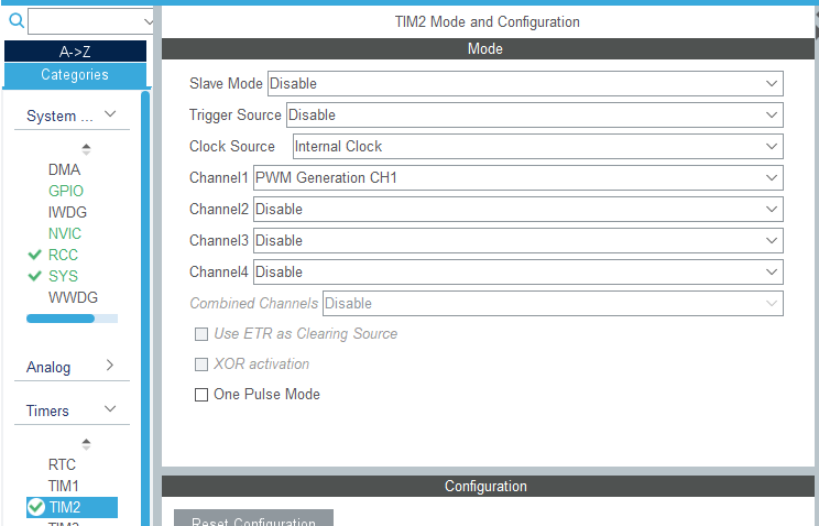 TIM2 Mode and Configuration
A->Z
Categories
Mode
System ...
DMA
GPIO
IWDG
NVIC
RCC
SYS
WWDG
Analog
Timers
RTC
TIM1
TIM2
Slave Mode Disable
Trigger Source Disable
Clock Source Internal Clock
Channel1 PWM Generation CH1
Channel2 Disable
Channel3 Disable
Channel4 Disable
Combined Channels Disable
Use ETR as Clearing Source
XOR activation
One Pulse Mode
Configuration
Reset Configuration